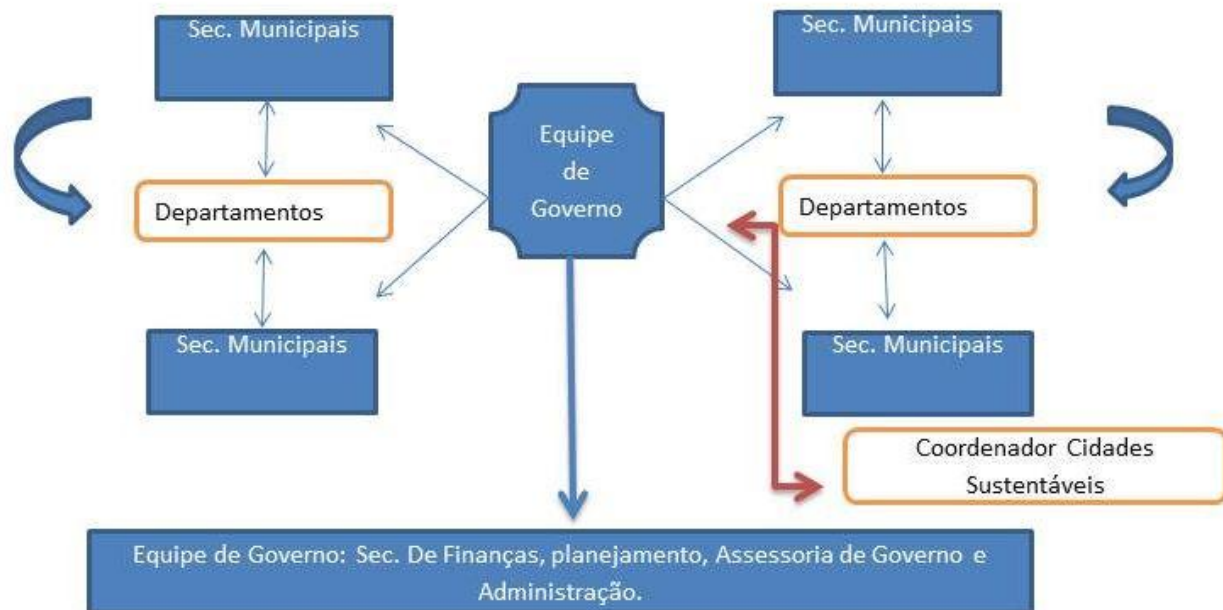 Sec. Municipais
Sec. Municipais
Equipe
de
Governo
Departamentos
Departamentos
Sec. Municipais
Sec. Municipais
Coordenador Cidades
Sustentáveis
Equipe de Governo: Sec. De Finanças, planejamento, Assessoria de Governo e
Administração.